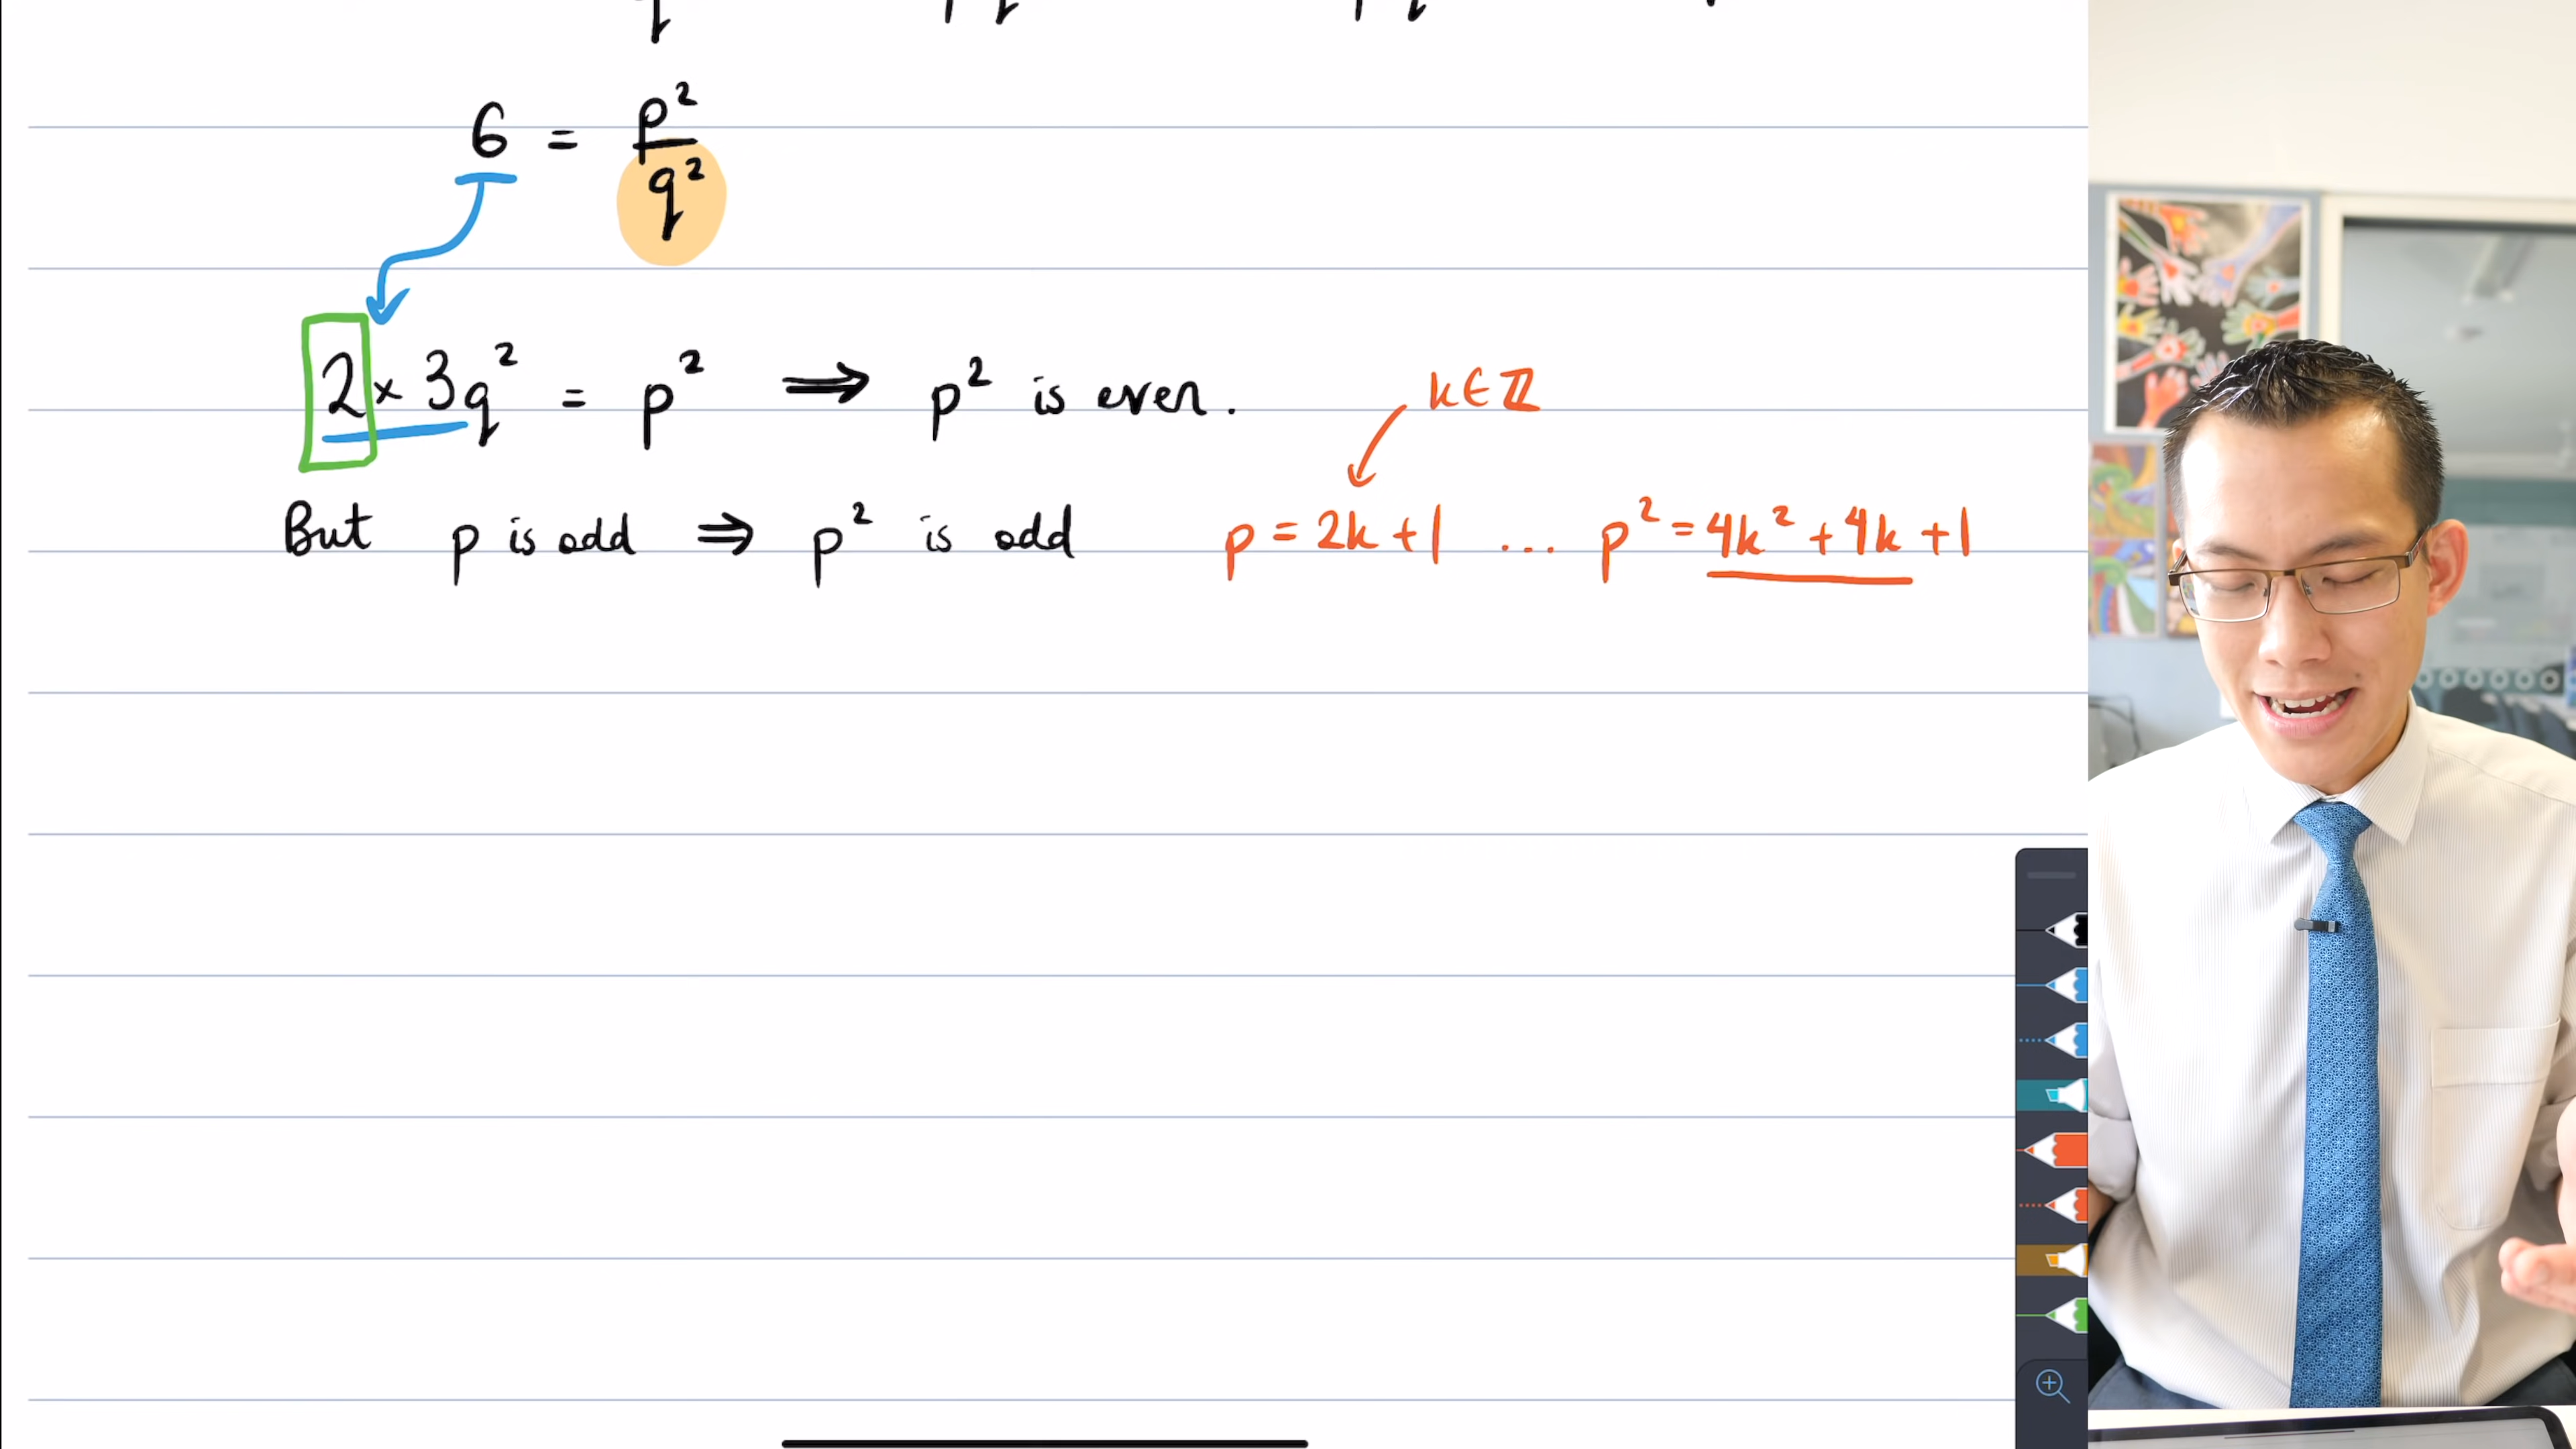 6 = p²/q²
2 × 3q² = p² ⟹ p² is even. k∈ℤ
But p is odd ⟹ p² is odd p = 2k+1 ... p² = 4k² + 4k + 1